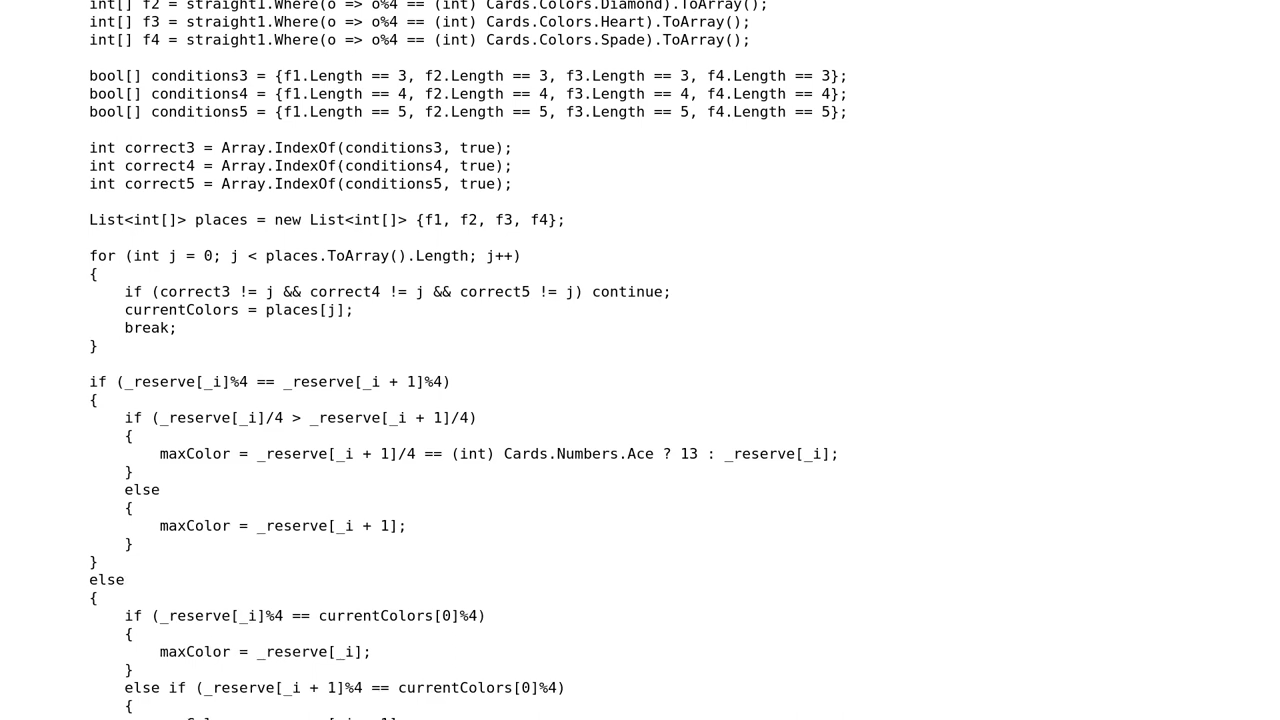 int[] f2 = straight1.Where(o => o%4 == (int) Cards.Colors.Diamond).ToArray();
int[] f3 = straight1.Where(o => o%4 == (int) Cards.Colors.Heart).ToArray();
int[] f4 = straight1.Where(o => o%4 == (int) Cards.Colors.Spade).ToArray();
bool[] conditions3 = {f1.Length == 3, f2.Length == 3, f3.Length == 3, f4.Length == 3};
bool[] conditions4 = {f1.Length == 4, f2.Length == 4, f3.Length == 4, f4.Length == 4};
bool[] conditions5 = {f1.Length == 5, f2.Length == 5, f3.Length == 5, f4.Length == 5};
int correct3 = Array.IndexOf(conditions3, true);
int correct4 = Array.IndexOf(conditions4, true);
int correct5 = Array.IndexOf(conditions5, true);
List<int[]> places = new List<int[]> {f1, f2, f3, f4};
for (int j = 0; j < places.ToArray().Length; j++)
{
if (correct3 != j && correct4 != j && correct5 != j) continue;
currentColors = places[j];
break;
}
if (_reserve[_i]%4 == _reserve[_i + 1]%4)
{
if (_reserve[_i]/4 > _reserve[_i + 1]/4)
{
maxColor = _reserve[_i + 1]/4 == (int) Cards.Numbers.Ace ? 13 : _reserve[_i];
}
else
{
maxColor = _reserve[_i + 1];
}
}
else
{
if (_reserve[_i]%4 == currentColors[0]%4)
{
maxColor = _reserve[_i];
}
else if (_reserve[_i + 1]%4 == currentColors[0]%4)
{